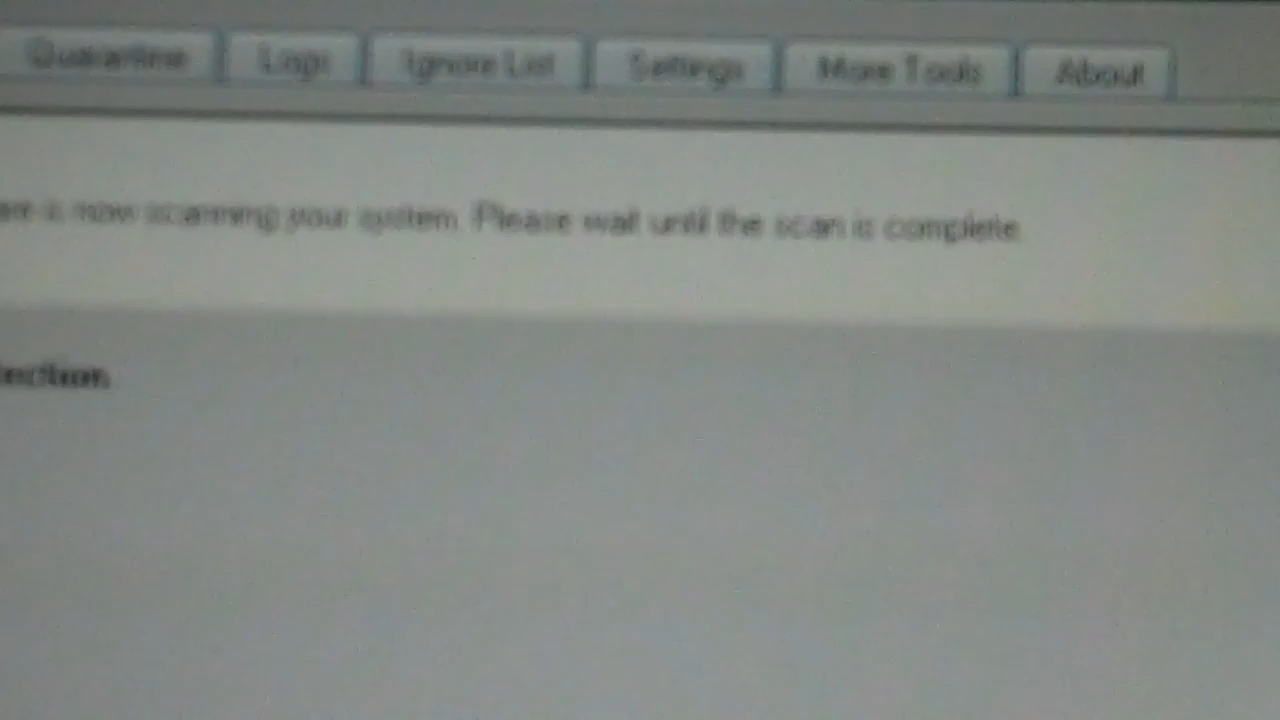 Quarantine Logs Ignore List Settings More Tools About
is now scanning your system. Please wait until the scan is complete.